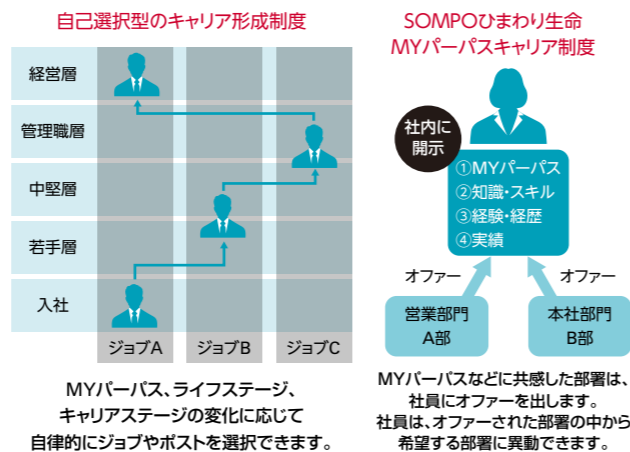 自己選択型のキャリア形成制度
経営層
管理職層
中堅層
若手層
入社
ジョブA
ジョブB
ジョブC
MYパーパス、ライフステージ、
キャリアステージの変化に応じて
自律的にジョブやポストを選択できます。
SOMPOひまわり生命
MYパーパスキャリア制度
社内に
開示
①MYパーパス
②知識・スキル
③経験・経歴
④実績
オファー
オファー
営業部門
A部
本社部門
B部
MYパーパスなどに共感した部署は、
社員にオファーを出します。
社員は、オファーされた部署の中から
希望する部署に異動できます。